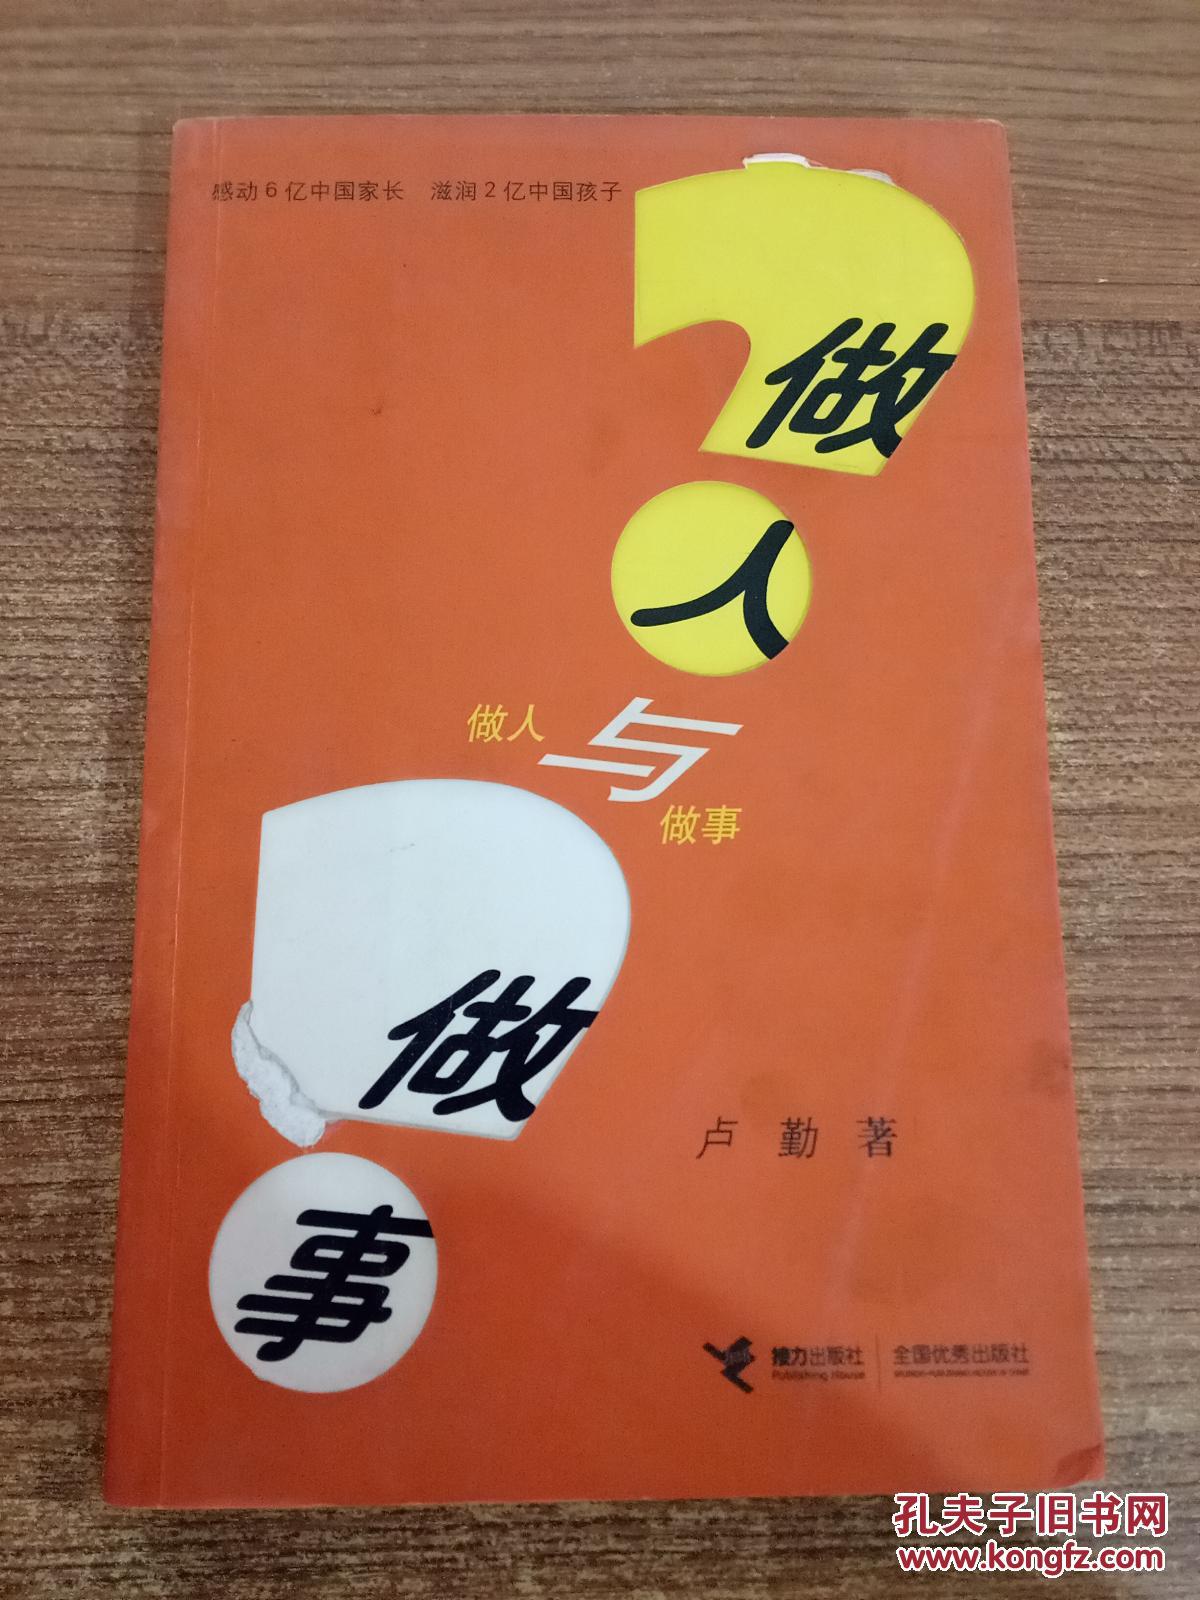 感动6亿中国家长 滋润2亿中国孩子
做
人
做人
与
做事
做
事
卢勤著
接力出版社
Publishing House
全国优秀出版社
孔夫子旧书网
www.kongfz.com